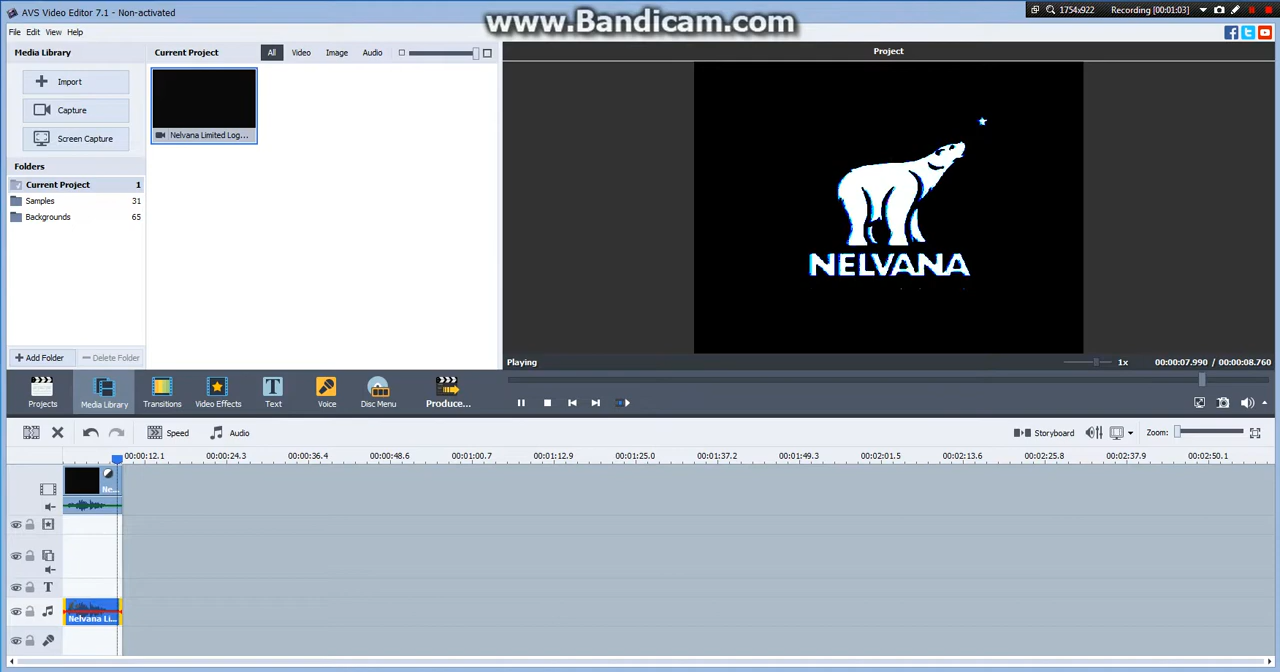 AVS Video Editor 7.1 - Non-activated
www.Bandicam.com
1754x922
Recording [00:01:03]
File Edit View Help
Media Library
Current Project
All Video Image Audio
Project
Import
Capture
Screen Capture
Nelvana Limited Log...
Folders
Current Project 1
Samples 31
Backgrounds 65
NELVANA
Add Folder
Delete Folder
Playing
1x
00:00:07.990 / 00:00:08.760
Projects
Media Library
Transitions
Video Effects
Text
Voice
Disc Menu
Produce...
Speed
Audio
Storyboard
Zoom:
00:00:12.1 00:00:24.3 00:00:36.4 00:00:48.6 00:01:00.7 00:01:12.9 00:01:25.0 00:01:37.2 00:01:49.3 00:02:01.5 00:02:13.6 00:02:25.8 00:02:37.9 00:02:50.1
Ne...
T
Nelvana Li...